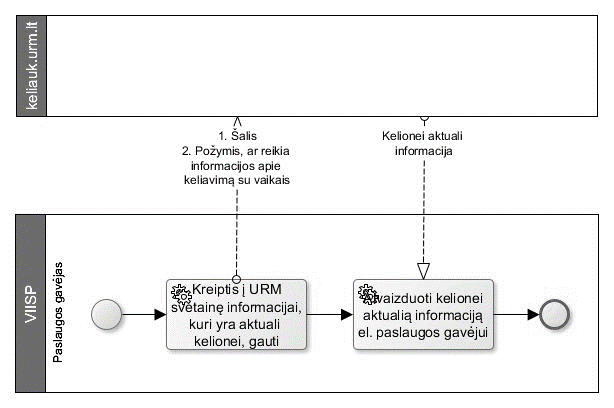 keliauk.urm.lt
1. Šalis
2. Požymis, ar reikia
informacijos apie
keliavimą su vaikais
Kelionei aktuali
informacija
VIISP
Paslaugos gavėjas
Kreiptis į URM
svetainę informacijai,
kuri yra aktuali
kelionei, gauti
Atvaizduoti kelionei
aktualią informaciją
el. paslaugos gavėjui